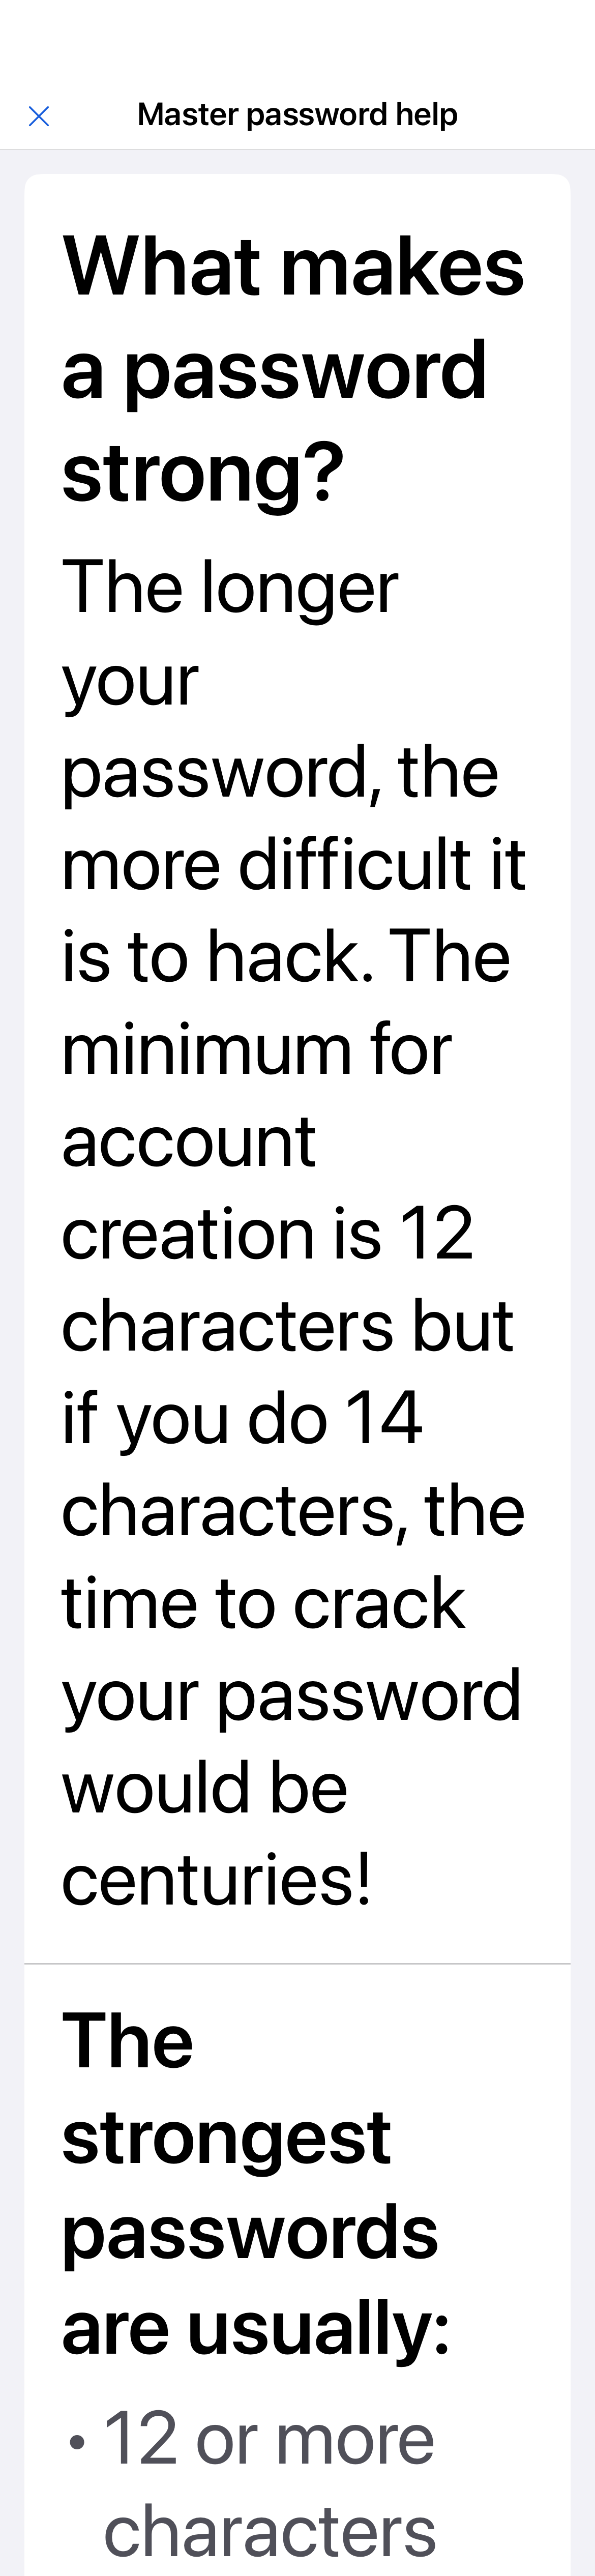 Master password help
What makes
a password
strong?
The longer
your
password, the
more difficult it
is to hack. The
minimum for
account
creation is 12
characters but
if you do 14
characters, the
time to crack
your password
would be
centuries!
The
strongest
passwords
are usually:
• 12 or more
characters